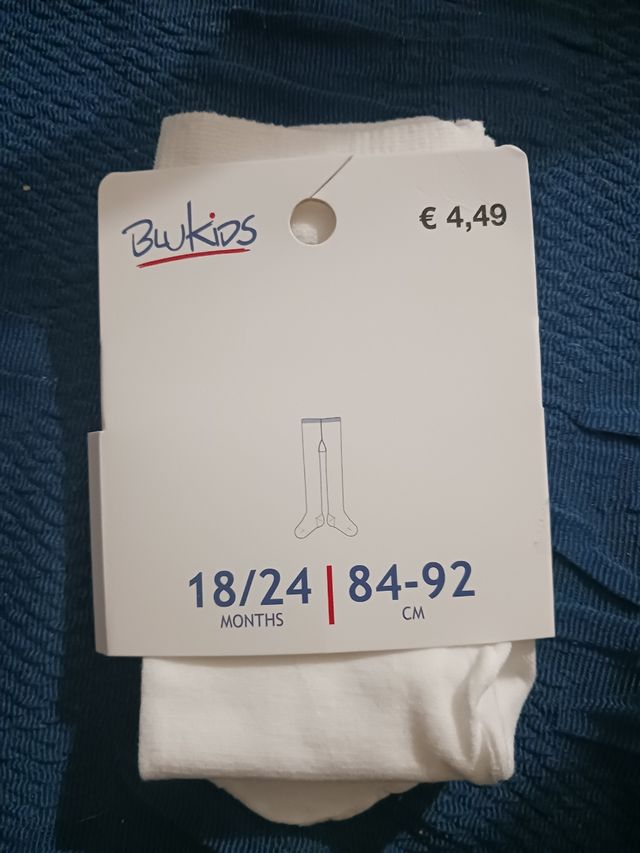 BluKids
€ 4,49
18/24 | 84-92
MONTHS CM